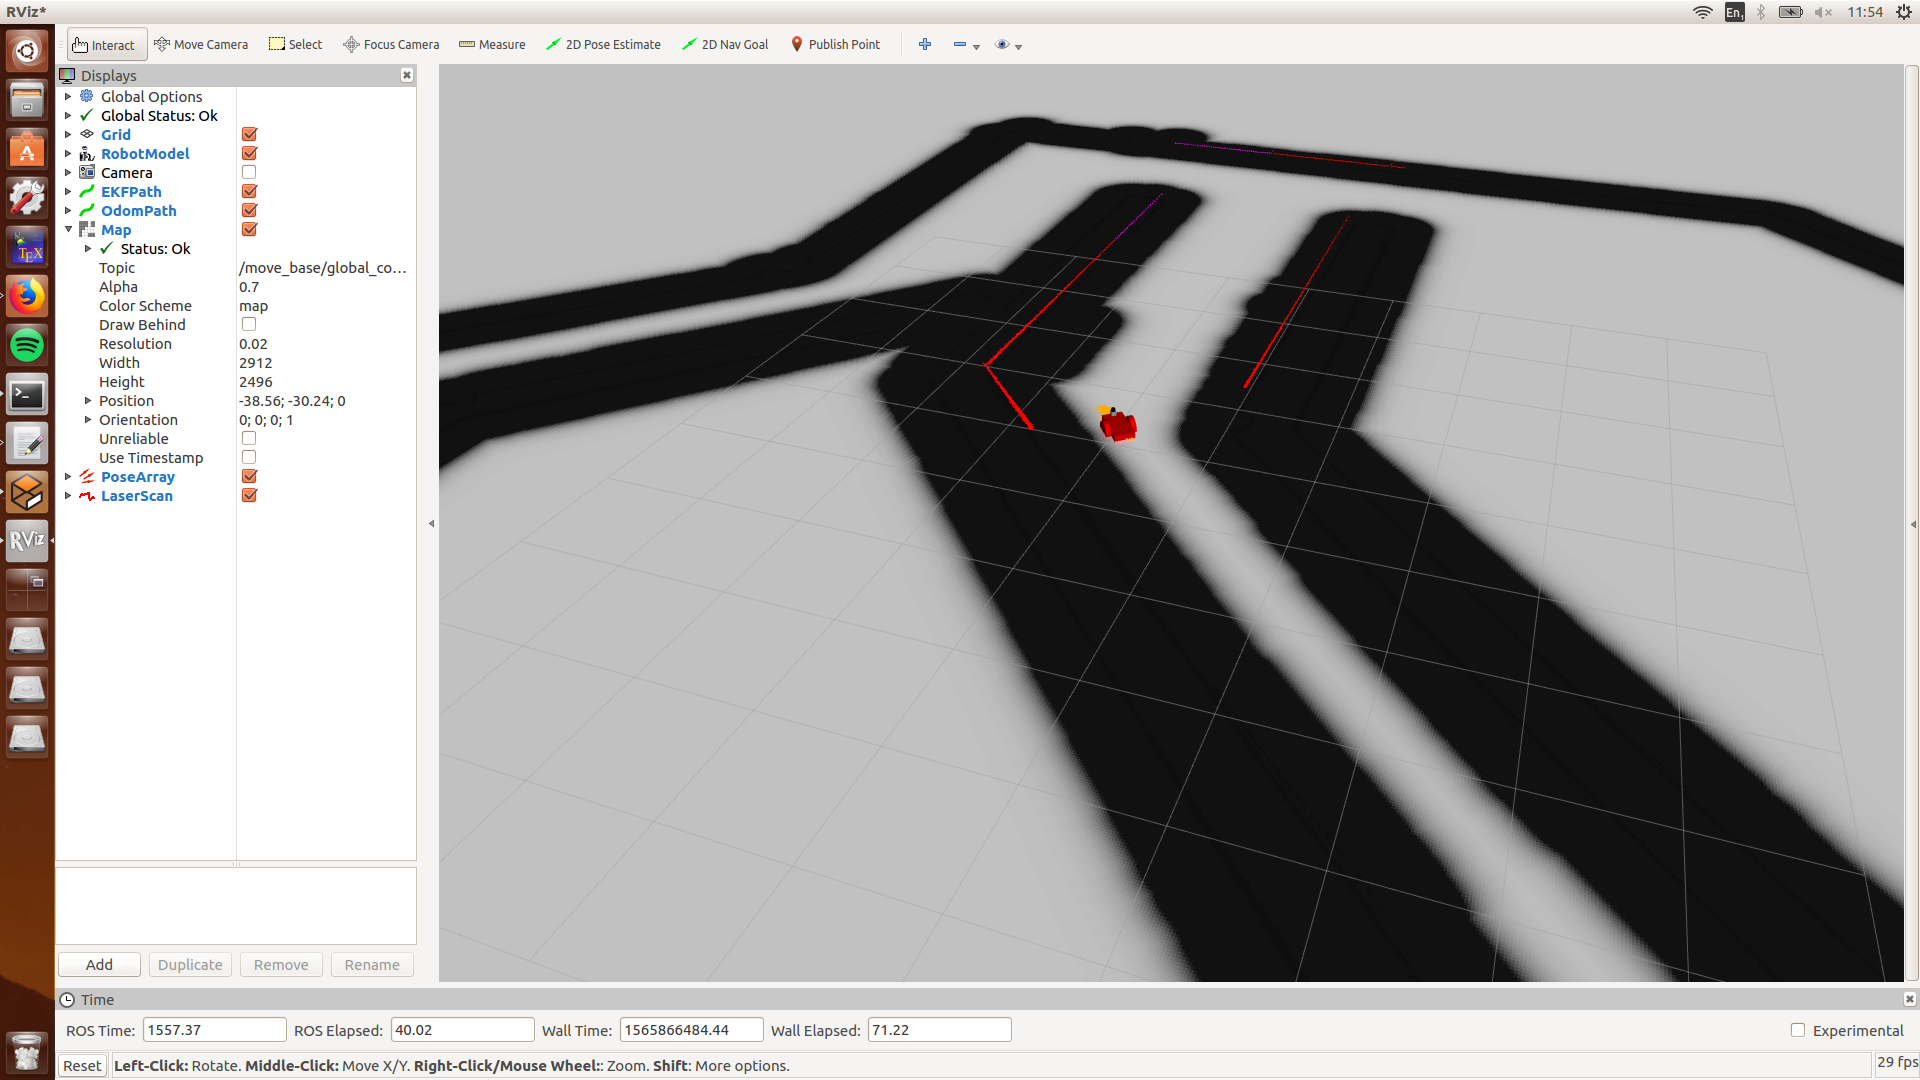 RViz*
En1 11:54
Interact Move Camera Select Focus Camera Measure 2D Pose Estimate 2D Nav Goal Publish Point
Displays
Global Options
Global Status: Ok
Grid
RobotModel
Camera
EKFPath
OdomPath
Map
Status: Ok
Topic /move_base/global_co...
Alpha 0.7
Color Scheme map
Draw Behind
Resolution 0.02
Width 2912
Height 2496
Position -38.56; -30.24; 0
Orientation 0; 0; 0; 1
Unreliable
Use Timestamp
PoseArray
LaserScan
TEX
RViz
Add Duplicate Remove Rename
Time
ROS Time: 1557.37 ROS Elapsed: 40.02 Wall Time: 1565866484.44 Wall Elapsed: 71.22 Experimental
Reset Left-Click: Rotate. Middle-Click: Move X/Y. Right-Click/Mouse Wheel:: Zoom. Shift: More options. 29 fps